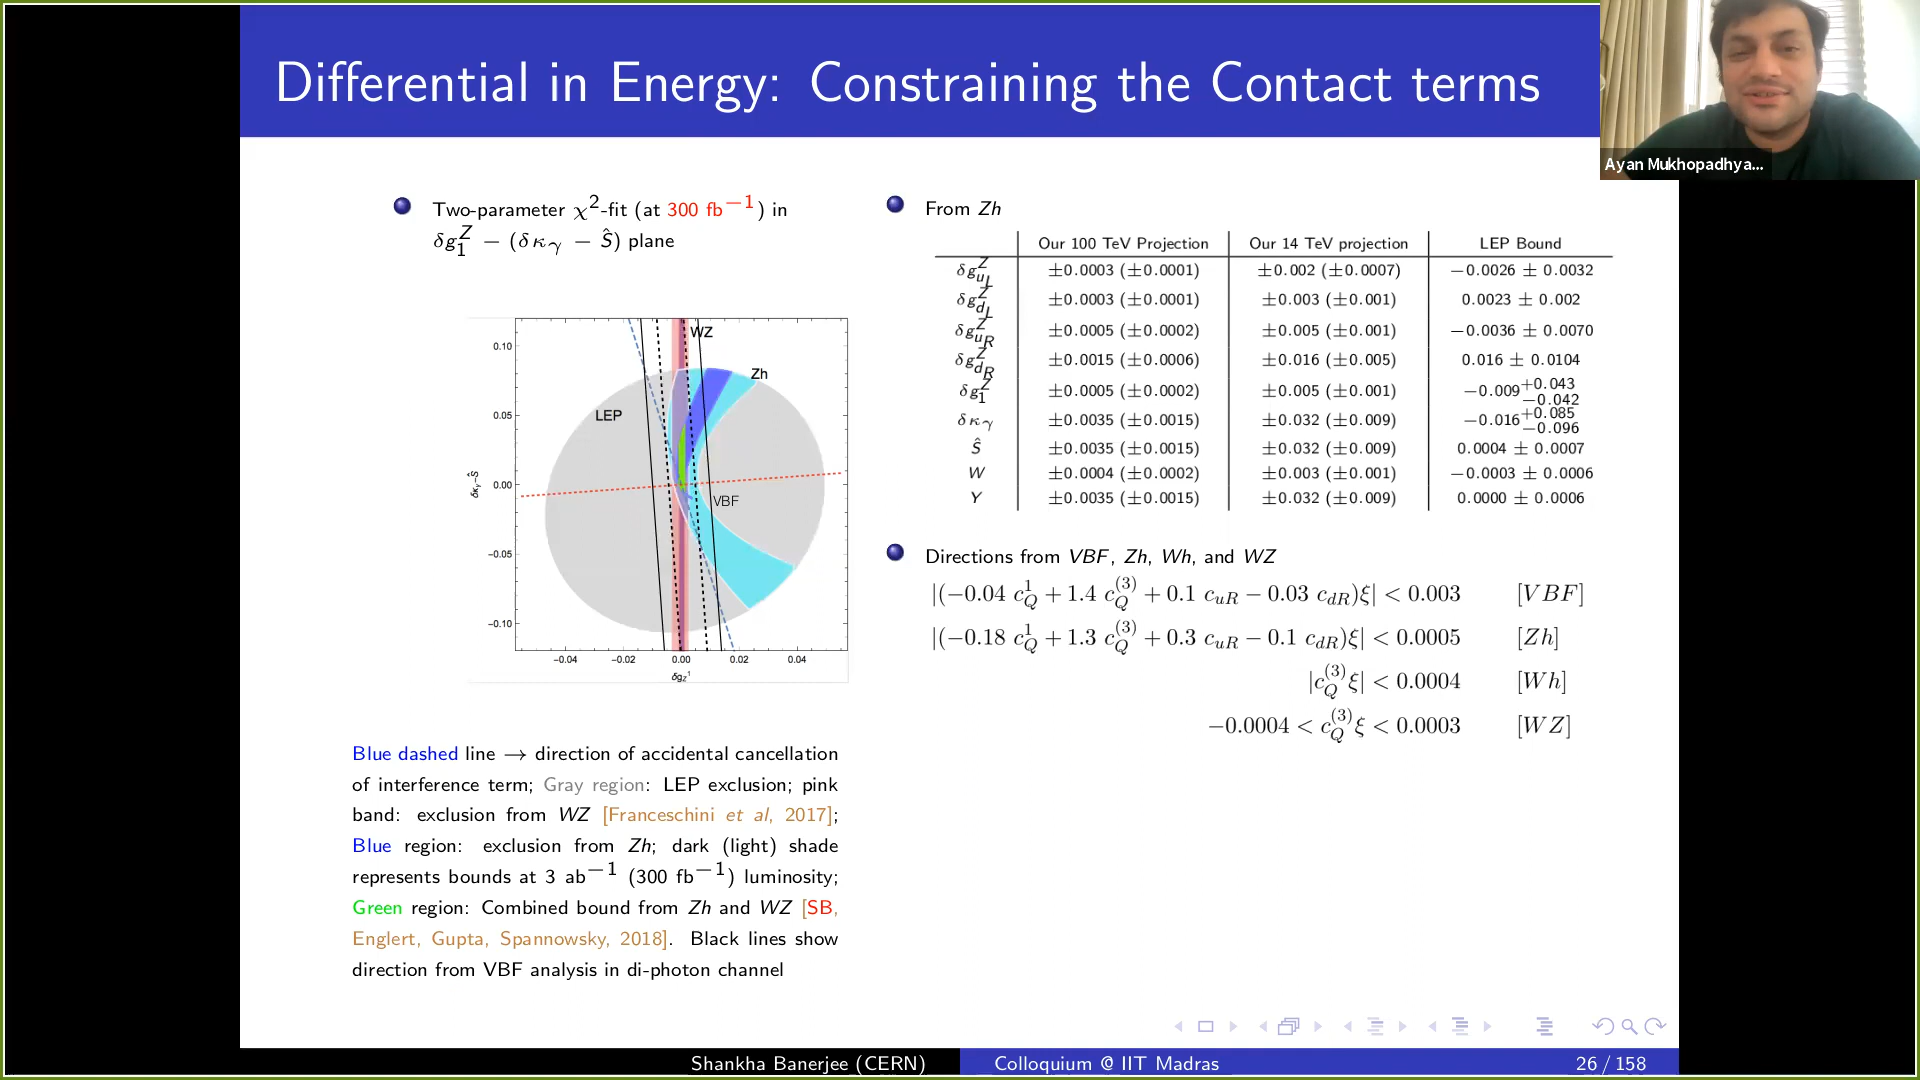 Differential in Energy: Constraining the Contact terms
Ayan Mukhopadhya...
Two-parameter χ²-fit (at 300 fb⁻¹) in
δg₁ᶻ − (δκᵧ − Ŝ) plane
0.10
0.05
0.00
−0.05
−0.10
−0.04 −0.02 0.00 0.02 0.04
δκᵧ−Ŝ
δg_Z¹
LEP
WZ
Zh
VBF
Blue dashed line → direction of accidental cancellation
of interference term; Gray region: LEP exclusion; pink
band: exclusion from WZ [Franceschini et al, 2017];
Blue region: exclusion from Zh; dark (light) shade
represents bounds at 3 ab⁻¹ (300 fb⁻¹) luminosity;
Green region: Combined bound from Zh and WZ [SB,
Englert, Gupta, Spannowsky, 2018]. Black lines show
direction from VBF analysis in di-photon channel
From Zh
Our 100 TeV Projection Our 14 TeV projection LEP Bound
δg^Z_{u_L} ±0.0003 (±0.0001) ±0.002 (±0.0007) −0.0026 ± 0.0032
δg^Z_{d_L} ±0.0003 (±0.0001) ±0.003 (±0.001) 0.0023 ± 0.002
δg^Z_{u_R} ±0.0005 (±0.0002) ±0.005 (±0.001) −0.0036 ± 0.0070
δg^Z_{d_R} ±0.0015 (±0.0006) ±0.016 (±0.005) 0.016 ± 0.0104
δg^Z_1 ±0.0005 (±0.0002) ±0.005 (±0.001) −0.009^{+0.043}_{−0.042}
δκᵧ ±0.0035 (±0.0015) ±0.032 (±0.009) −0.016^{+0.085}_{−0.096}
Ŝ ±0.0035 (±0.0015) ±0.032 (±0.009) 0.0004 ± 0.0007
W ±0.0004 (±0.0002) ±0.003 (±0.001) −0.0003 ± 0.0006
Y ±0.0035 (±0.0015) ±0.032 (±0.009) 0.0000 ± 0.0006
Directions from VBF, Zh, Wh, and WZ
|(−0.04 c^1_Q + 1.4 c^{(3)}_Q + 0.1 c_{uR} − 0.03 c_{dR})ξ| < 0.003 [VBF]
|(−0.18 c^1_Q + 1.3 c^{(3)}_Q + 0.3 c_{uR} − 0.1 c_{dR})ξ| < 0.0005 [Zh]
|c^{(3)}_Q ξ| < 0.0004 [Wh]
−0.0004 < c^{(3)}_Q ξ < 0.0003 [WZ]
Shankha Banerjee (CERN) Colloquium @ IIT Madras 26 / 158